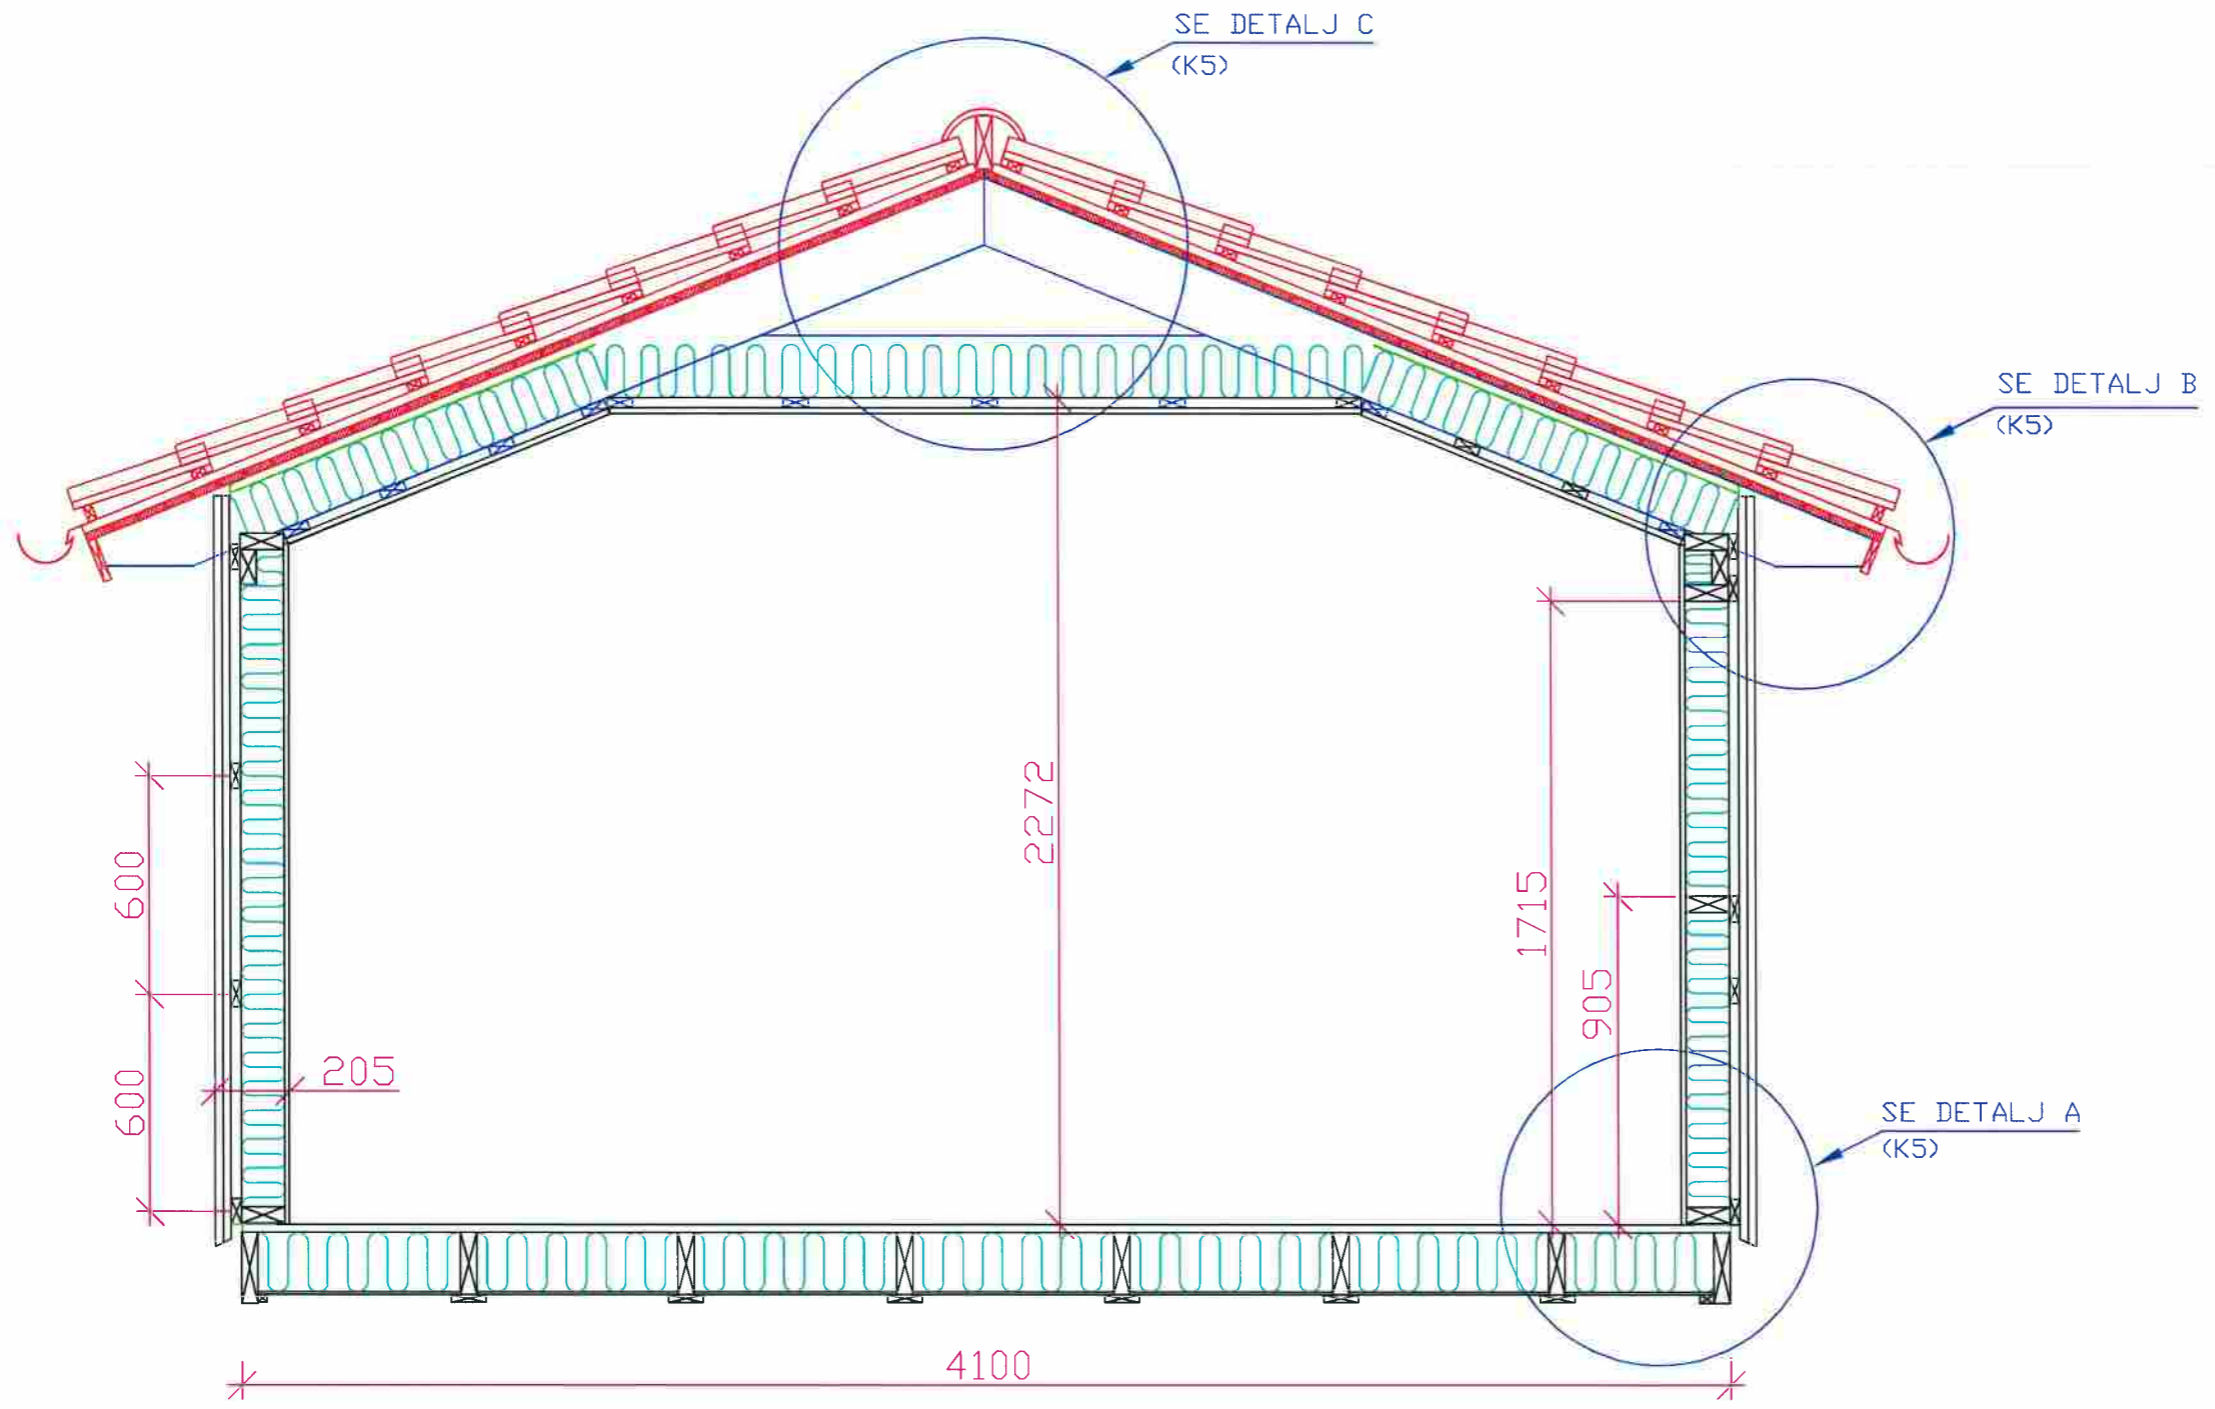 SE DETALJ C
(K5)
SE DETALJ B
(K5)
2272
600
1715
905
205
600
SE DETALJ A
(K5)
4100